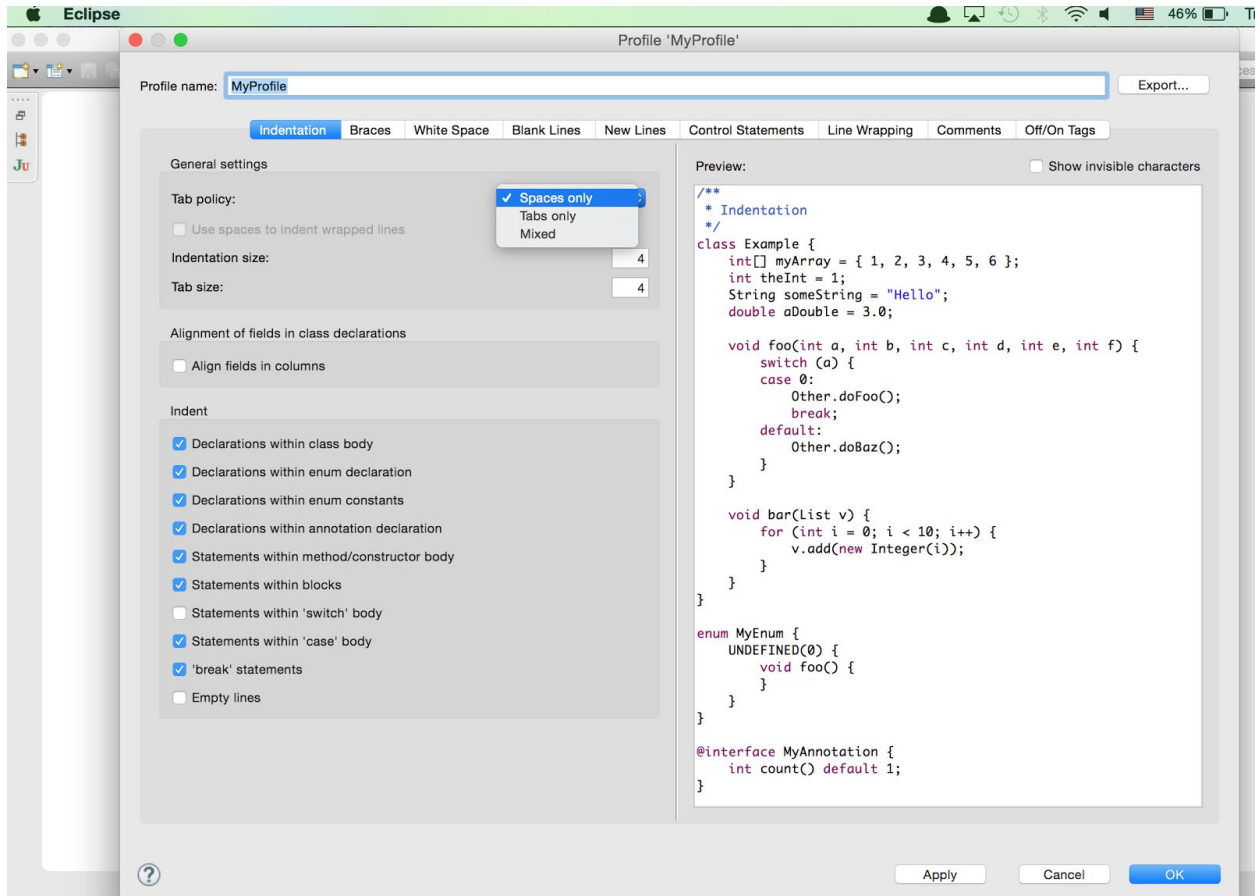 Eclipse 46%
Profile 'MyProfile'
Profile name: MyProfile Export...
Indentation Braces White Space Blank Lines New Lines Control Statements Line Wrapping Comments Off/On Tags
General settings
Tab policy:
✓ Spaces only
Tabs only
Mixed
Use spaces to indent wrapped lines
Indentation size: 4
Tab size: 4
Alignment of fields in class declarations
Align fields in columns
Indent
Declarations within class body
Declarations within enum declaration
Declarations within enum constants
Declarations within annotation declaration
Statements within method/constructor body
Statements within blocks
Statements within 'switch' body
Statements within 'case' body
'break' statements
Empty lines
Preview: Show invisible characters
/**
 * Indentation
 */
class Example {
    int[] myArray = { 1, 2, 3, 4, 5, 6 };
    int theInt = 1;
    String someString = "Hello";
    double aDouble = 3.0;

    void foo(int a, int b, int c, int d, int e, int f) {
        switch (a) {
        case 0:
            Other.doFoo();
            break;
        default:
            Other.doBaz();
        }
    }

    void bar(List v) {
        for (int i = 0; i < 10; i++) {
            v.add(new Integer(i));
        }
    }
}

enum MyEnum {
    UNDEFINED(0) {
        void foo() {
        }
    }
}

@interface MyAnnotation {
    int count() default 1;
}
? Apply Cancel OK
Ju